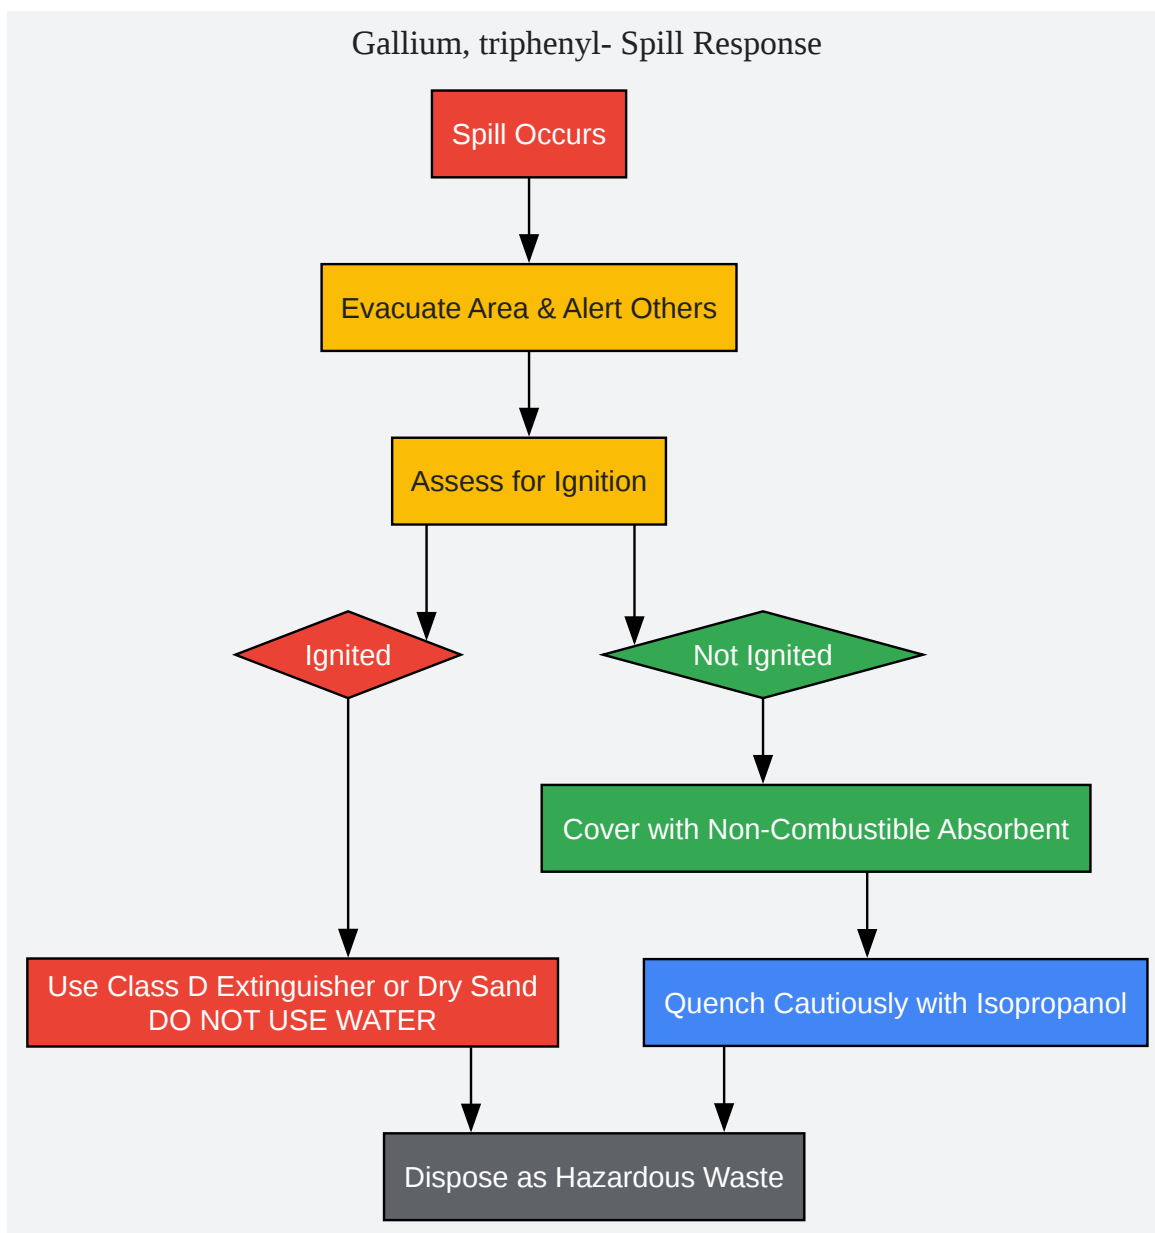 Gallium, triphenyl- Spill Response
Spill Occurs
Evacuate Area & Alert Others
Assess for Ignition
Ignited
Not Ignited
Cover with Non-Combustible Absorbent
Use Class D Extinguisher or Dry Sand
DO NOT USE WATER
Quench Cautiously with Isopropanol
Dispose as Hazardous Waste